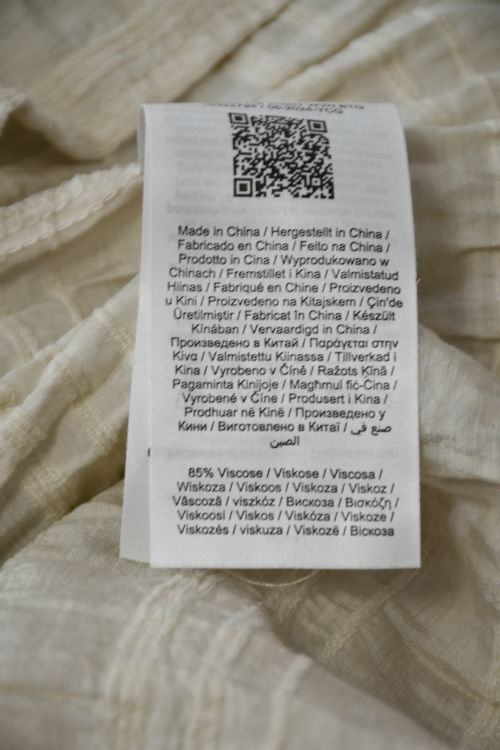 Made in China / Hergestellt in China /
Fabricado en China / Feito na China /
Prodotto in Cina / Wyprodukowano w
Chinach / Fremstillet i Kina / Valmistatud
Hiinas / Fabriqué en Chine / Proizvedeno
u Kini / Proizvedeno na Kitajskem / Çin'de
Üretilmiştir / Fabricat în China / Készült
Kínában / Vervaardigd in China /
Произведено в Китай / Παράγεται στην
Κίνα / Valmistettu Kiinassa / Tillverkad i
Kina / Vyrobeno v Číně / Ražots Ķīnā /
Pagaminta Kinijoje / Magħmul fiċ-Ċina /
Vyrobené v Číne / Produsert i Kina /
Prodhuar në Kinë / Произведено у
Кини / Виготовлено в Китаї / صنع في
الصين
85% Viscose / Viskose / Viscosa /
Wiskoza / Viskoos / Viskoza / Viskoz /
Vâscoză / viszkóz / Вискоза / Βισκόζη /
Viskoosi / Viskos / Viskóza / Viskoze /
Viskozės / viskuza / Viskozë / Віскоза